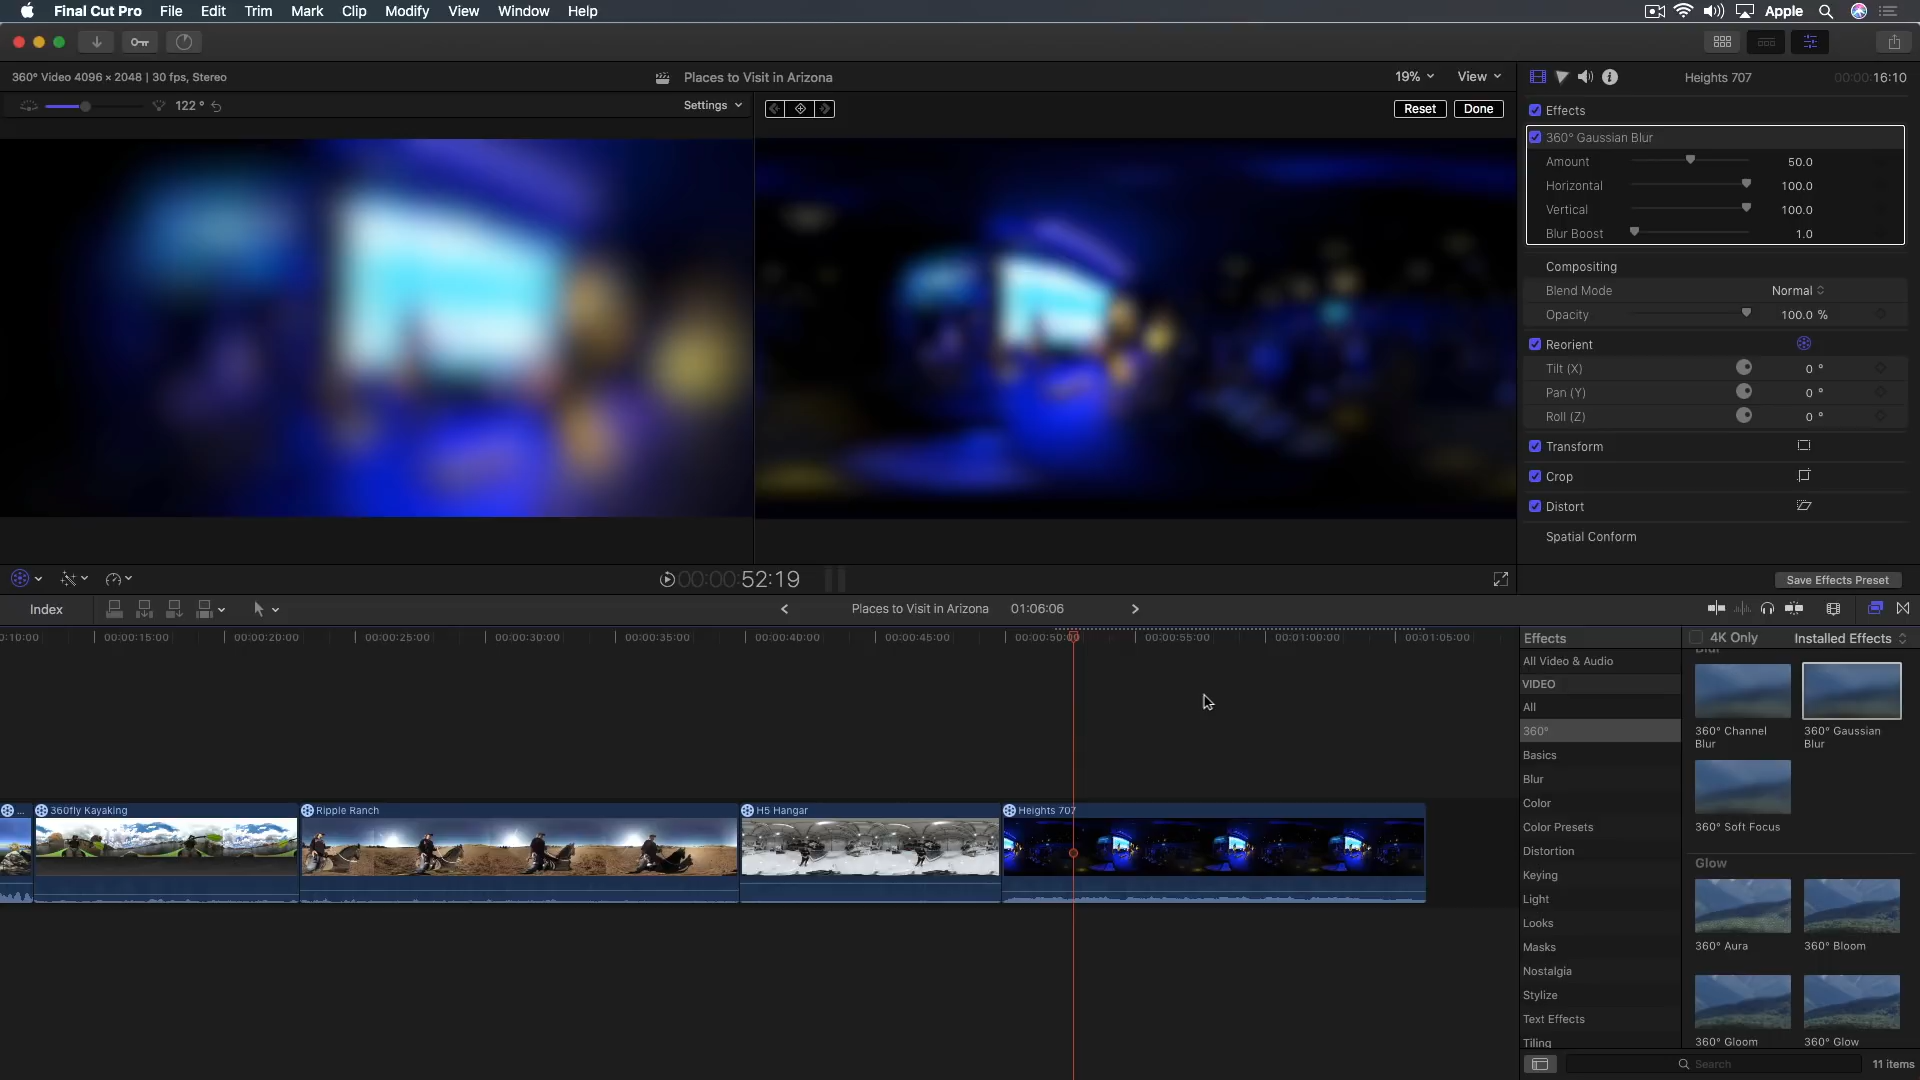 Final Cut Pro File Edit Trim Mark Clip Modify View Window Help Apple
360° Video 4096 × 2048 | 30 fps, Stereo Places to Visit in Arizona 19% View Heights 707 00:00:16:10
122 ° Settings Reset Done
Effects
360° Gaussian Blur
Amount 50.0
Horizontal 100.0
Vertical 100.0
Blur Boost 1.0
Compositing
Blend Mode Normal
Opacity 100.0 %
Reorient
Tilt (X) 0 °
Pan (Y) 0 °
Roll (Z) 0 °
Transform
Crop
Distort
Spatial Conform
00:00:52:19 Save Effects Preset
Index Places to Visit in Arizona 01:06:06
0:10:00 00:00:15:00 00:00:20:00 00:00:25:00 00:00:30:00 00:00:35:00 00:00:40:00 00:00:45:00 00:00:50:00 00:00:55:00 00:01:00:00 00:01:05:00
... 360fly Kayaking Ripple Ranch H5 Hangar Heights 707
Effects 4K Only Installed Effects
All Video & Audio
VIDEO
All
360°
Basics
Blur
Color
Color Presets
Distortion
Keying
Light
Looks
Masks
Nostalgia
Stylize
Text Effects
Tiling
Blur
360° Channel Blur
360° Gaussian Blur
360° Soft Focus
Glow
360° Aura 360° Bloom
360° Gloom 360° Glow
Search 11 items